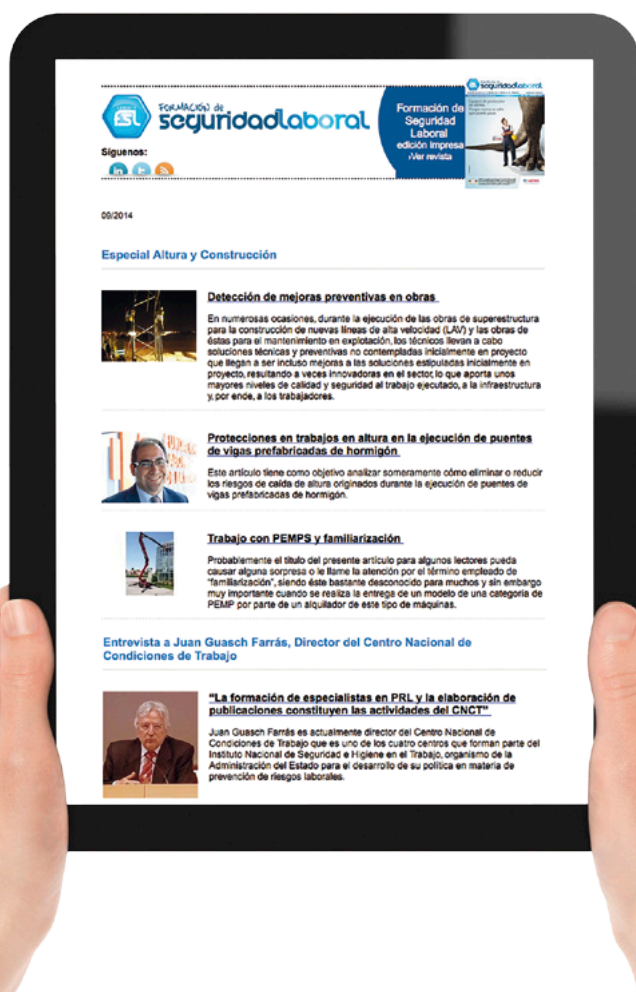 FSL
FORMACIÓN de
seguridadlaboral
Formación de
Seguridad
Laboral
edición impresa
›Ver revista
seguridadlaboral
Síguenos:
in
09/2014
Especial Altura y Construcción
Detección de mejoras preventivas en obras
En numerosas ocasiones, durante la ejecución de las obras de superestructura
para la construcción de nuevas líneas de alta velocidad (LAV) y las obras de
éstas para el mantenimiento en explotación, los técnicos llevan a cabo
soluciones técnicas y preventivas no contempladas inicialmente en proyecto
que llegan a ser incluso mejoras a las soluciones estipuladas inicialmente en
proyecto, resultando a veces innovadoras en el sector, lo que aporta unos
mayores niveles de calidad y seguridad al trabajo ejecutado, a la infraestructura
y, por ende, a los trabajadores.
Protecciones en trabajos en altura en la ejecución de puentes
de vigas prefabricadas de hormigón
Este artículo tiene como objetivo analizar someramente cómo eliminar o reducir
los riesgos de caída de altura originados durante la ejecución de puentes de
vigas prefabricadas de hormigón.
Trabajo con PEMPS y familiarización
Probablemente el título del presente artículo para algunos lectores pueda
causar alguna sorpresa o le llame la atención por el término empleado de
"familiarización", siendo éste bastante desconocido para muchos y sin embargo
muy importante cuando se realiza la entrega de un modelo de una categoría de
PEMP por parte de un alquilador de este tipo de máquinas.
Entrevista a Juan Guasch Farrás, Director del Centro Nacional de
Condiciones de Trabajo
"La formación de especialistas en PRL y la elaboración de
publicaciones constituyen las actividades del CNCT"
Juan Guasch Farrás es actualmente director del Centro Nacional de
Condiciones de Trabajo que es uno de los cuatro centros que forman parte del
Instituto Nacional de Seguridad e Higiene en el Trabajo, organismo de la
Administración del Estado para el desarrollo de su política en materia de
prevención de riesgos laborales.